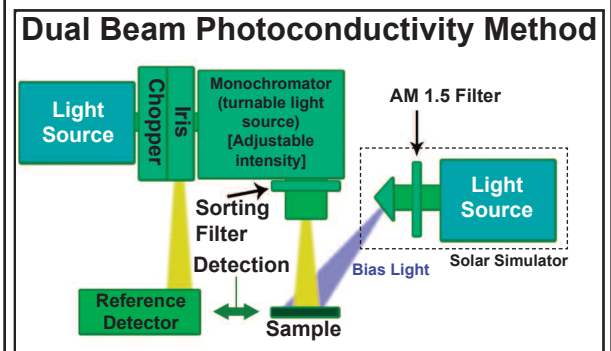 Dual Beam Photoconductivity Method
Light
Source
Chopper
Iris
Monochromator
(turnable light
source)
[Adjustable
intensity]
AM 1.5 Filter
Light
Source
Sorting
Filter
Bias Light
Solar Simulator
Detection
Reference
Detector
Sample